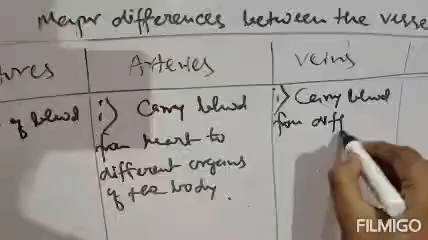 Major differences between the vesse
ures Arteries veins
of blood i) Carry blood i) Carry blood
from heart to from diff
different organs
of the body.
FILMIGO